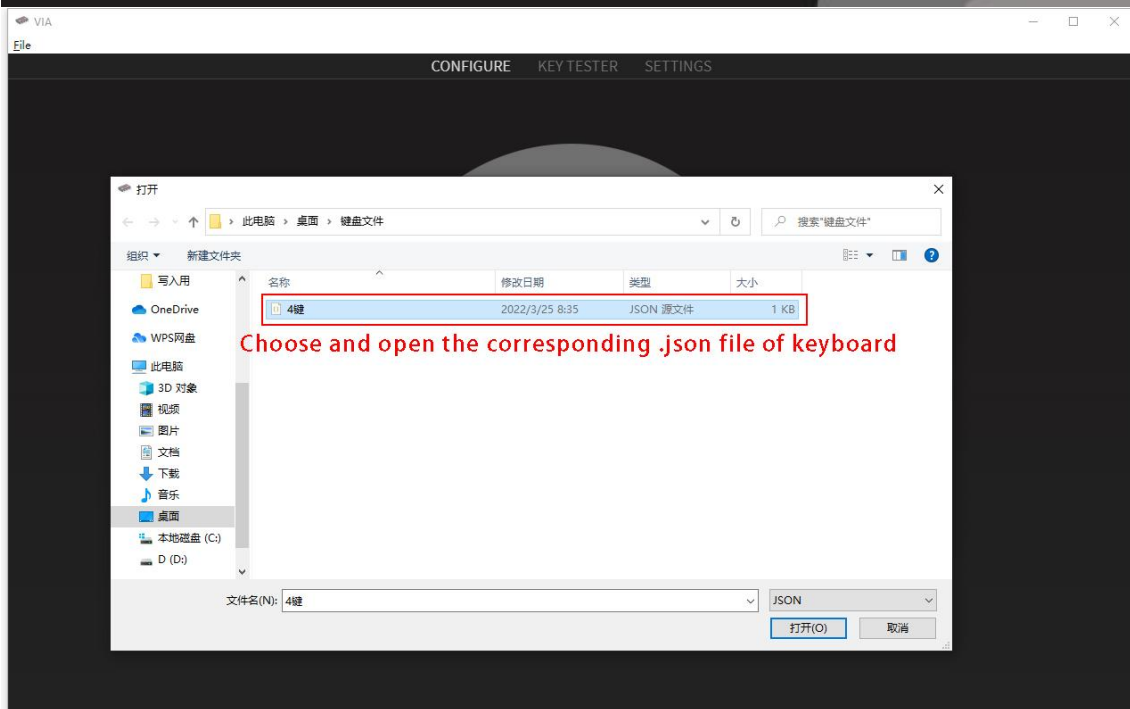 VIA
File
CONFIGURE KEY TESTER SETTINGS
打开
此电脑 › 桌面 › 键盘文件 搜索"键盘文件"
组织 新建文件夹
写入用 名称 修改日期 类型 大小
OneDrive 4键 2022/3/25 8:35 JSON 源文件 1 KB
WPS网盘 Choose and open the corresponding .json file of keyboard
此电脑
3D 对象
视频
图片
文档
下载
音乐
桌面
本地磁盘 (C:)
D (D:)
文件名(N): 4键 JSON
打开(O) 取消